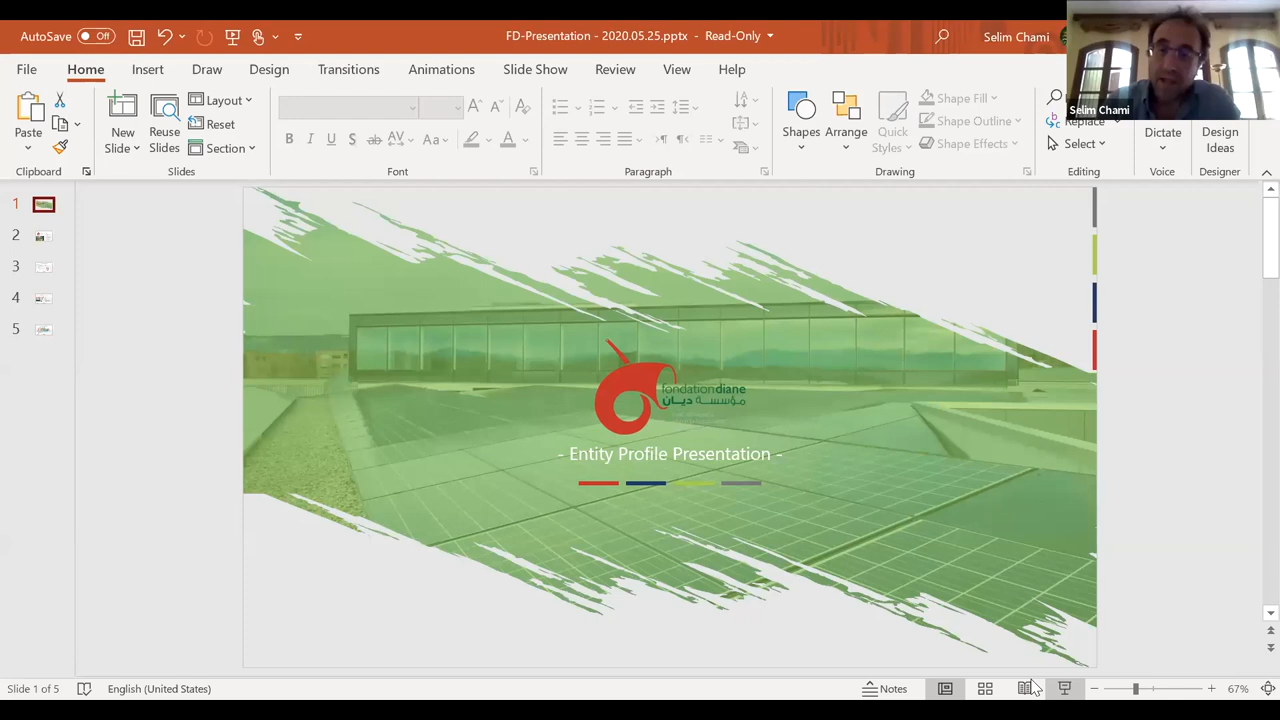 AutoSave Off
FD-Presentation - 2020.05.25.pptx - Read-Only
Selim Chami
File Home Insert Draw Design Transitions Animations Slide Show Review View Help
Selim Chami
Paste
New Slide
Reuse Slides
Layout
Reset
Section
B I U S ab AV Aa A
Shapes
Arrange
Quick Styles
Shape Fill
Shape Outline
Shape Effects
Replace
Select
Dictate
Design Ideas
Clipboard Slides Font Paragraph Drawing Editing Voice Designer
1
2
3
4
5
fondationdiane
مؤسسة ديان
- Entity Profile Presentation -
Slide 1 of 5 English (United States) Notes 67%